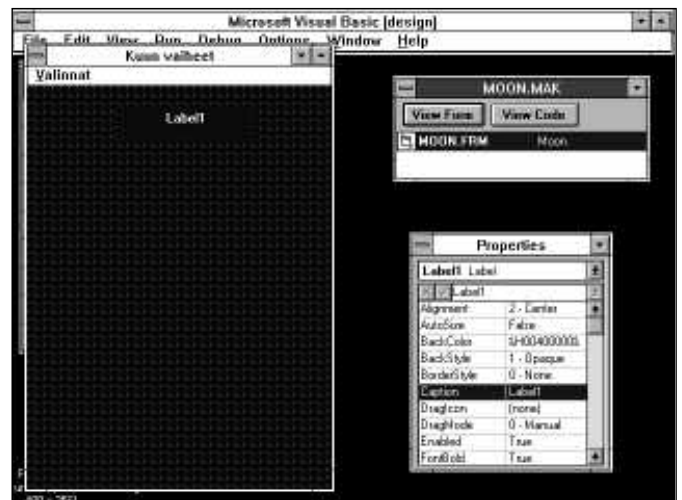 Microsoft Visual Basic [design]
File Edit View Run Debug Options Window Help
Kuun vaiheet
Valinnat
Label1
MOON.MAK
View Form View Code
MOON.FRM Moon
Properties
Label1 Label
Label1
Alignment 2 - Center
AutoSize False
BackColor &H00400000&
BackStyle 1 - Opaque
BorderStyle 0 - None
Caption Label1
DragIcon (none)
DragMode 0 - Manual
Enabled True
FontBold True